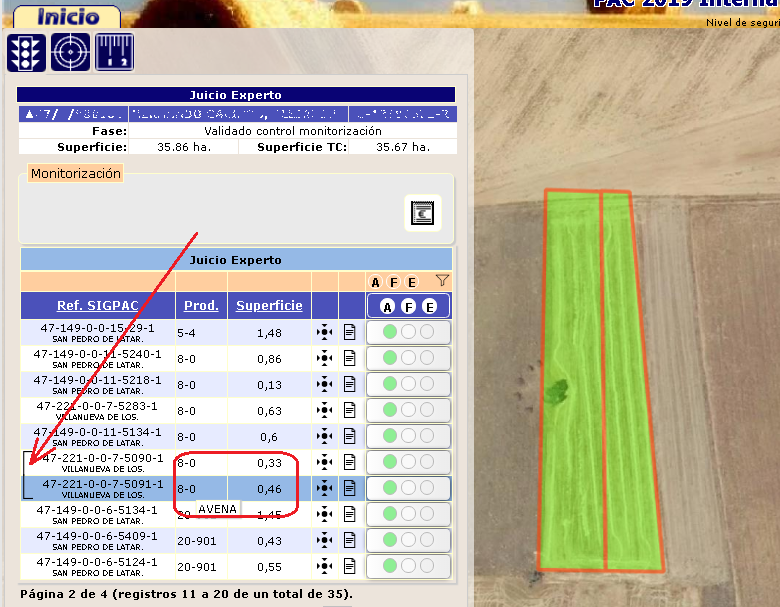 Inicio
PAC 2019 Interna
Nivel de seguri
Juicio Experto
Fase: Validado control monitorización
Superficie: 35.86 ha. Superficie TC: 35.67 ha.
Monitorización
Juicio Experto
A F E
Ref. SIGPAC Prod. Superficie A F E
47-149-0-0-15-29-1 5-4 1,48
SAN PEDRO DE LATAR.
47-149-0-0-11-5240-1 8-0 0,86
SAN PEDRO DE LATAR.
47-149-0-0-11-5218-1 8-0 0,13
SAN PEDRO DE LATAR.
47-221-0-0-7-5283-1 8-0 0,63
VILLANUEVA DE LOS.
47-149-0-0-11-5134-1 8-0 0,6
SAN PEDRO DE LATAR.
47-221-0-0-7-5090-1 8-0 0,33
VILLANUEVA DE LOS.
47-221-0-0-7-5091-1 8-0 0,46
VILLANUEVA DE LOS.
AVENA
47-149-0-0-6-5134-1 20- 1,45
SAN PEDRO DE LATAR.
47-149-0-0-6-5409-1 20-901 0,43
SAN PEDRO DE LATAR.
47-149-0-0-6-5124-1 20-901 0,55
SAN PEDRO DE LATAR.
Página 2 de 4 (registros 11 a 20 de un total de 35).